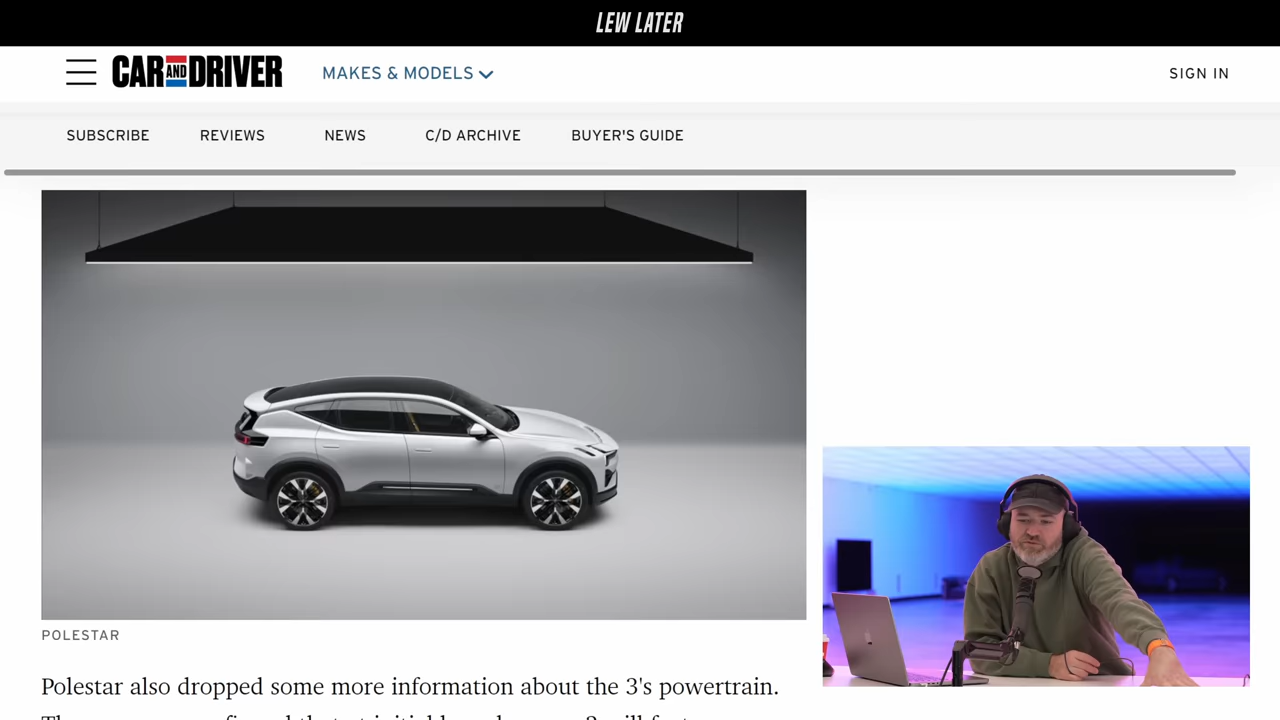 LEW LATER
CAR AND DRIVER
MAKES & MODELS
SIGN IN
SUBSCRIBE
REVIEWS
NEWS
C/D ARCHIVE
BUYER'S GUIDE
POLESTAR
Polestar also dropped some more information about the 3's powertrain.